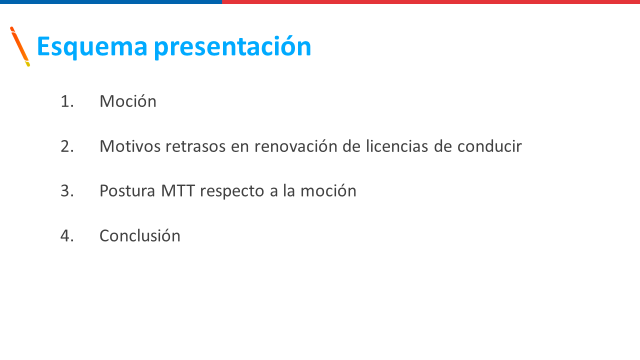 Esquema presentación
1. Moción
2. Motivos retrasos en renovación de licencias de conducir
3. Postura MTT respecto a la moción
4. Conclusión